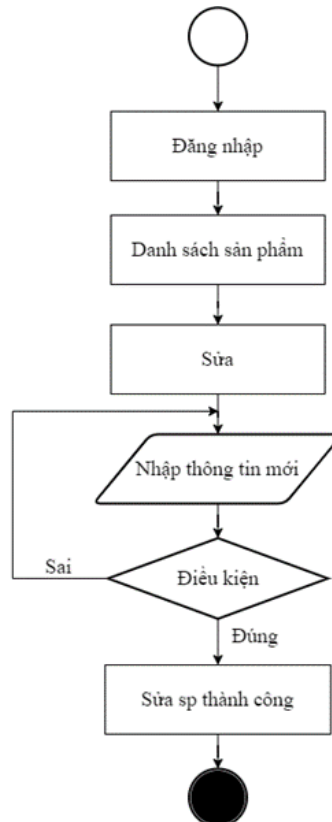 Đăng nhập
Danh sách sản phẩm
Sửa
Nhập thông tin mới
Điều kiện
Sai
Đúng
Sửa sp thành công